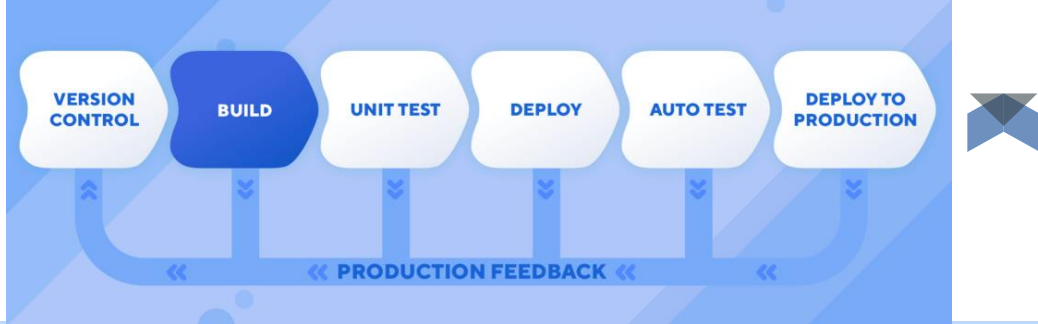 VERSION
CONTROL
BUILD
UNIT TEST
DEPLOY
AUTO TEST
DEPLOY TO
PRODUCTION
PRODUCTION FEEDBACK